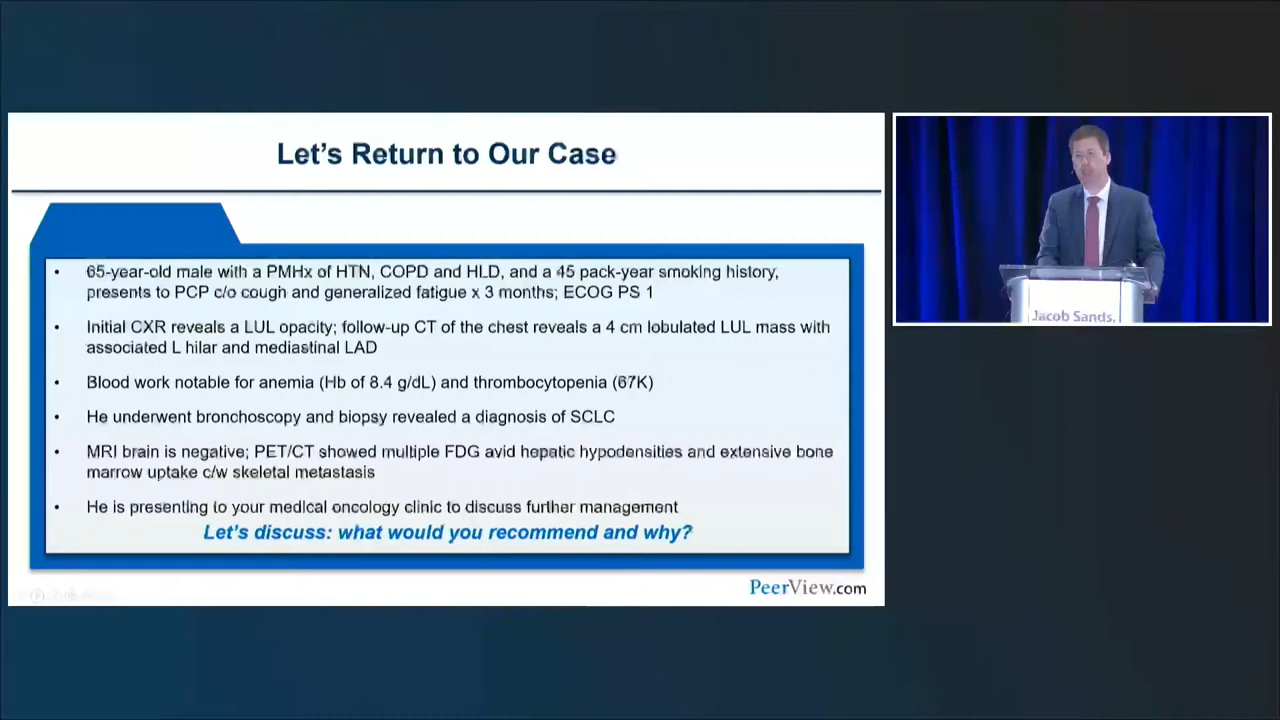 Let's Return to Our Case
• 65-year-old male with a PMHx of HTN, COPD and HLD, and a 45 pack-year smoking history,
presents to PCP c/o cough and generalized fatigue x 3 months; ECOG PS 1
• Initial CXR reveals a LUL opacity; follow-up CT of the chest reveals a 4 cm lobulated LUL mass with
associated L hilar and mediastinal LAD
• Blood work notable for anemia (Hb of 8.4 g/dL) and thrombocytopenia (67K)
• He underwent bronchoscopy and biopsy revealed a diagnosis of SCLC
• MRI brain is negative; PET/CT showed multiple FDG avid hepatic hypodensities and extensive bone
marrow uptake c/w skeletal metastasis
• He is presenting to your medical oncology clinic to discuss further management
Let's discuss: what would you recommend and why?
PeerView.com
Jacob Sands,